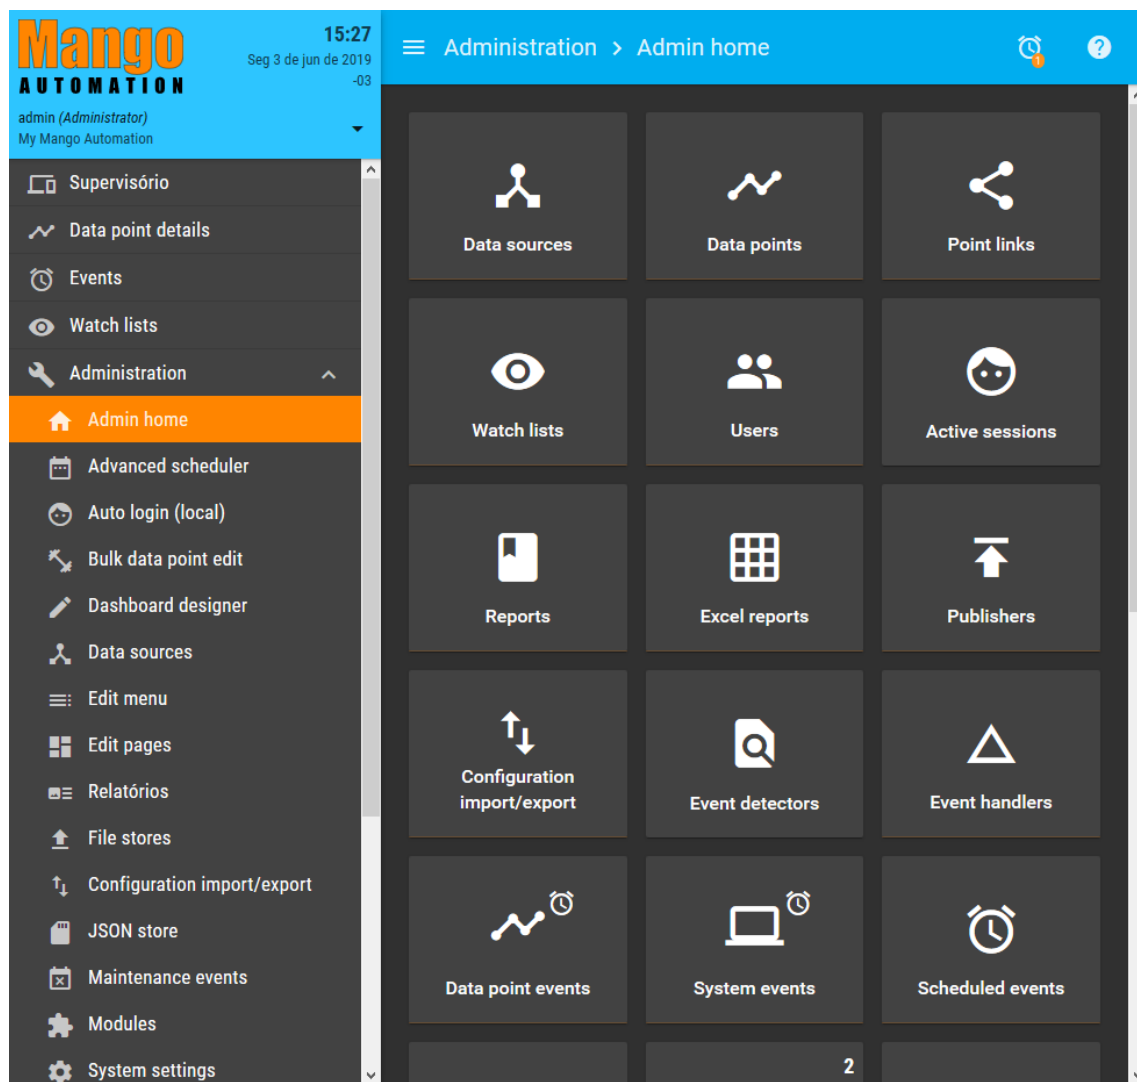 Mango
AUTOMATION
15:27
Seg 3 de jun de 2019
-03
admin (Administrator)
My Mango Automation
Administration > Admin home
1
?
Supervisório
Data point details
Events
Watch lists
Administration
Admin home
Advanced scheduler
Auto login (local)
Bulk data point edit
Dashboard designer
Data sources
Edit menu
Edit pages
Relatórios
File stores
Configuration import/export
JSON store
Maintenance events
Modules
System settings
Data sources
Data points
Point links
Watch lists
Users
Active sessions
Reports
Excel reports
Publishers
Configuration
import/export
Event detectors
Event handlers
Data point events
System events
Scheduled events
2